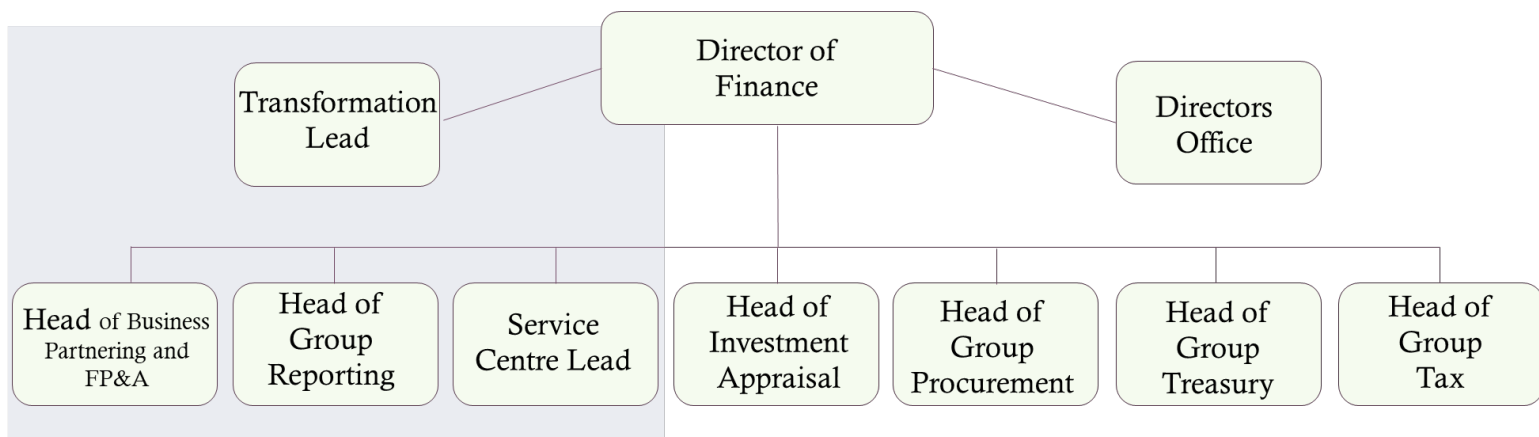 Director of
Finance
Transformation
Lead
Directors
Office
Head of Business
Partnering and
FP&A
Head of
Group
Reporting
Service
Centre Lead
Head of
Investment
Appraisal
Head of
Group
Procurement
Head of
Group
Treasury
Head of
Group
Tax